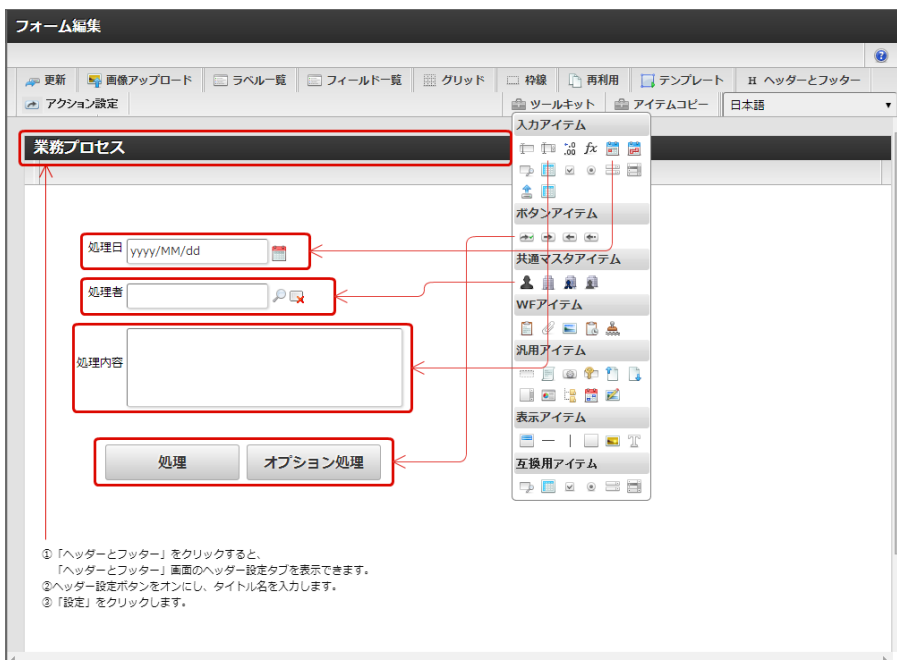 フォーム編集
更新 画像アップロード ラベル一覧 フィールド一覧 グリッド 枠線 再利用 テンプレート H ヘッダーとフッター
アクション設定 ツールキット アイテムコピー 日本語
入力アイテム
業務プロセス
ボタンアイテム
処理日 yyyy/MM/dd
共通マスタアイテム
処理者
WFアイテム
汎用アイテム
処理内容
表示アイテム
処理 オプション処理
互換用アイテム
①「ヘッダーとフッター」をクリックすると、
「ヘッダーとフッター」画面のヘッダー設定タブを表示できます。
②ヘッダー設定ボタンをオンにし、タイトル名を入力します。
③「設定」をクリックします。